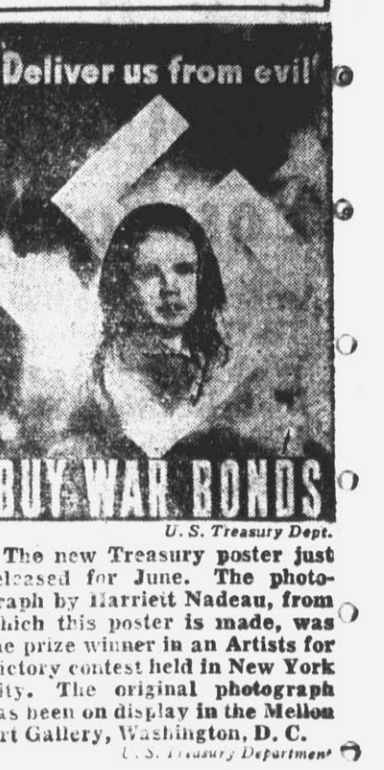 'Deliver us from evil'
BUY WAR BONDS
U. S. Treasury Dept.
The new Treasury poster just
eleased for June. The photo-
raph by Harriett Nadeau, from
hich this poster is made, was
he prize winner in an Artists for
ictory contest held in New York
ity. The original photograph
as been on display in the Mellon
rt Gallery, Washington, D. C.
U. S. Treasury Department